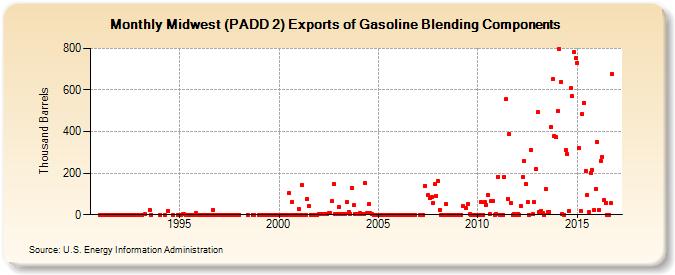 Monthly Midwest (PADD 2) Exports of Gasoline Blending Components
Thousand Barrels
800
600
400
200
0
1995 2000 2005 2010 2015
Source: U.S. Energy Information Administration